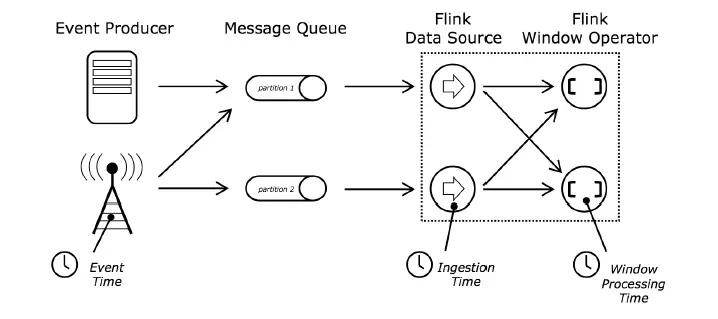 Event Producer
Message Queue
Flink
Data Source
Flink
Window Operator
partition 1
partition 2
Event
Time
Ingestion
Time
Window
Processing
Time